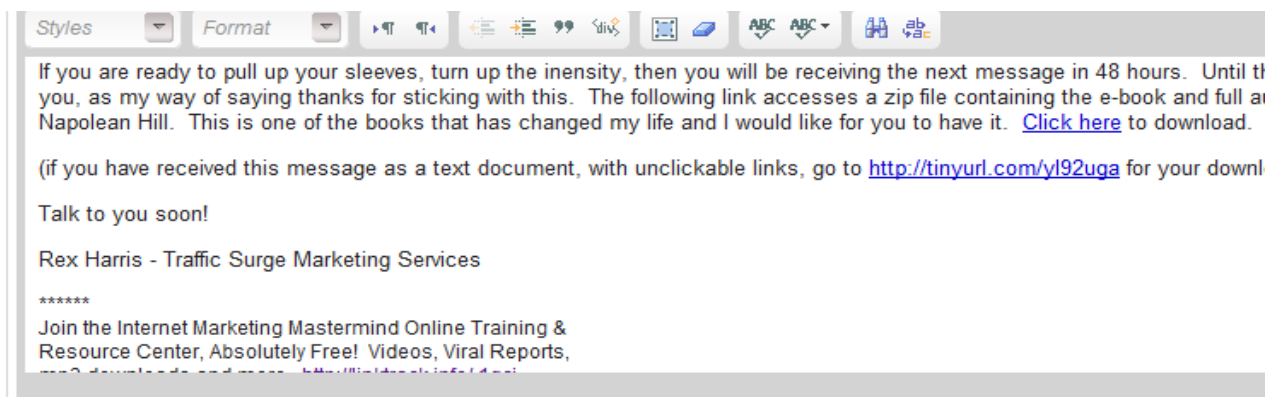 Styles Format ABC ABC
If you are ready to pull up your sleeves, turn up the inensity, then you will be receiving the next message in 48 hours.  Until
you, as my way of saying thanks for sticking with this.  The following link accesses a zip file containing the e-book and full
Napolean Hill.  This is one of the books that has changed my life and I would like for you to have it.  Click here to download.
(if you have received this message as a text document, with unclickable links, go to http://tinyurl.com/yl92uga for your
Talk to you soon!
Rex Harris - Traffic Surge Marketing Services
******
Join the Internet Marketing Mastermind Online Training &
Resource Center, Absolutely Free!  Videos, Viral Reports,
mp3 downloads and more